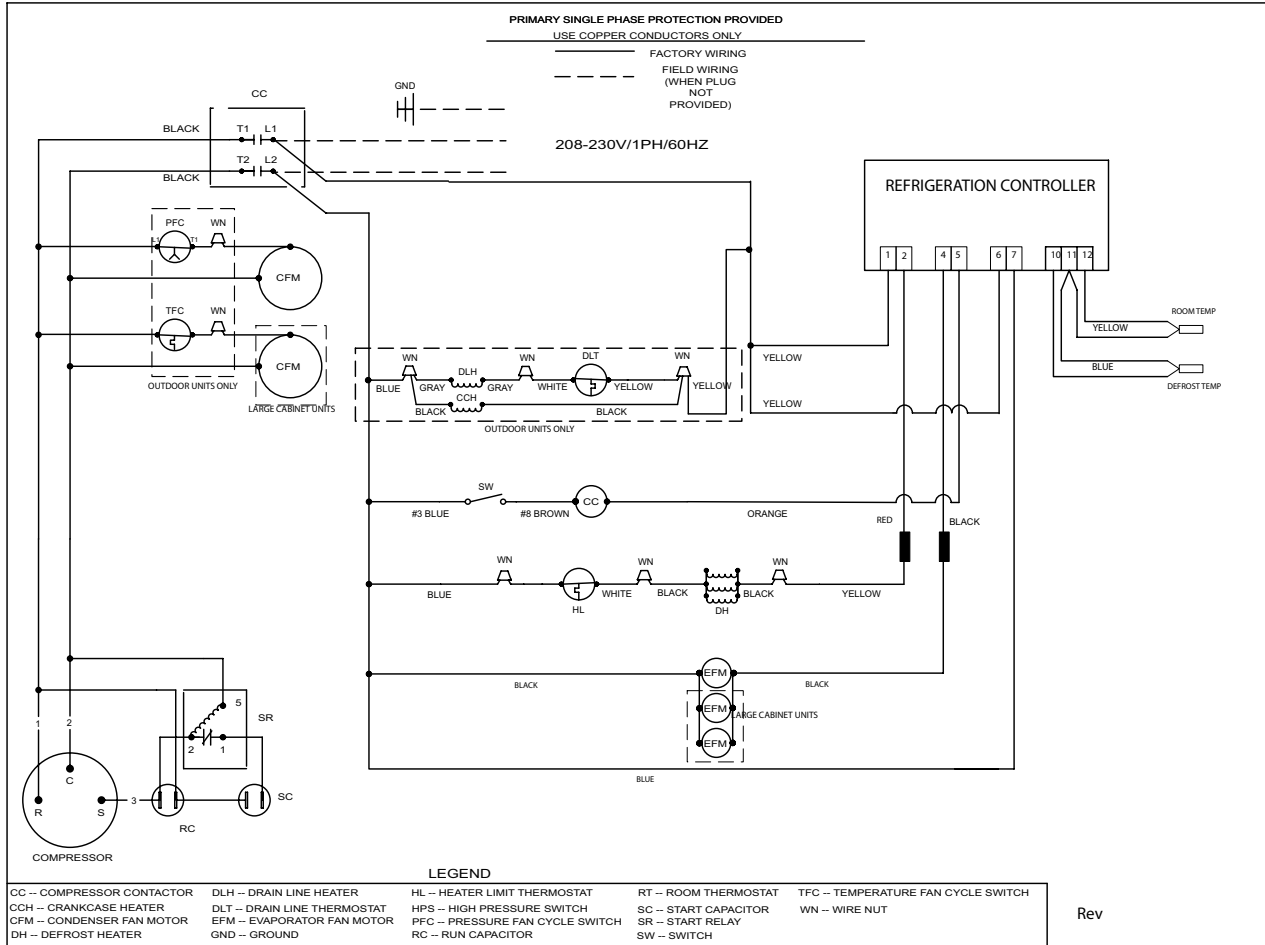 PRIMARY SINGLE PHASE PROTECTION PROVIDED
USE COPPER CONDUCTORS ONLY
FACTORY WIRING
FIELD WIRING
(WHEN PLUG
NOT
PROVIDED)
GND
CC
BLACK
T1 L1
T2 L2
BLACK
208-230V/1PH/60HZ
REFRIGERATION CONTROLLER
1 2 4 5 6 7 10 11 12
ROOM TEMP
YELLOW
BLUE
DEFROST TEMP
PFC WN
L1 T1
CFM
TFC WN
CFM
OUTDOOR UNITS ONLY
LARGE CABINET UNITS
WN DLH WN DLT WN
BLUE GRAY GRAY WHITE YELLOW YELLOW
CCH
BLACK BLACK
OUTDOOR UNITS ONLY
YELLOW
YELLOW
SW
CC
#3 BLUE #8 BROWN ORANGE
RED BLACK
WN WN WN
BLUE HL WHITE BLACK DH BLACK YELLOW
EFM
BLACK BLACK
EFM LARGE CABINET UNITS
EFM
BLUE
1 2
5
SR
2 1
C
R S 3
RC
SC
COMPRESSOR
LEGEND
CC -- COMPRESSOR CONTACTOR DLH -- DRAIN LINE HEATER HL -- HEATER LIMIT THERMOSTAT RT -- ROOM THERMOSTAT TFC -- TEMPERATURE FAN CYCLE SWITCH
CCH -- CRANKCASE HEATER DLT -- DRAIN LINE THERMOSTAT HPS -- HIGH PRESSURE SWITCH SC -- START CAPACITOR WN -- WIRE NUT
CFM -- CONDENSER FAN MOTOR EFM -- EVAPORATOR FAN MOTOR PFC -- PRESSURE FAN CYCLE SWITCH SR -- START RELAY
DH -- DEFROST HEATER GND -- GROUND RC -- RUN CAPACITOR SW -- SWITCH
Rev